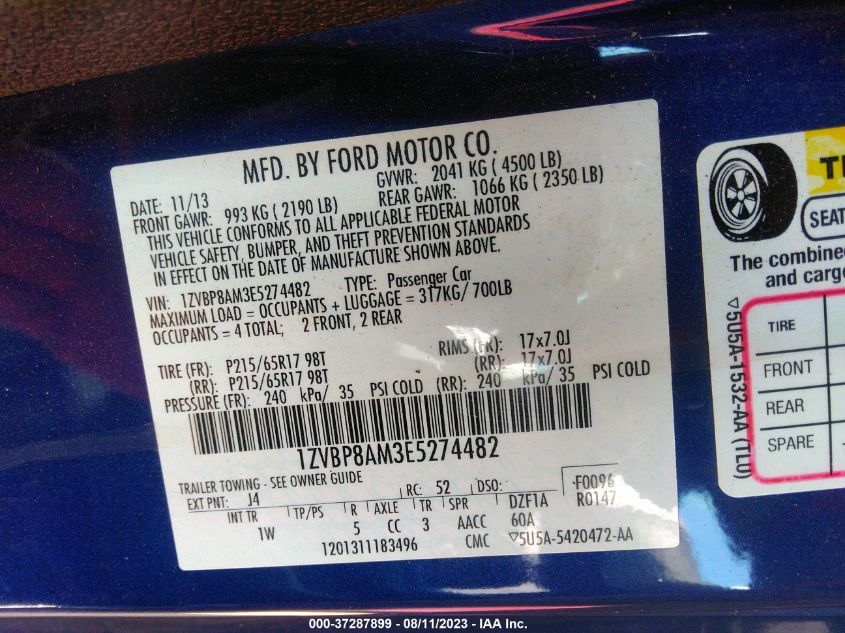 MFD. BY FORD MOTOR CO.
DATE: 11/13
GVWR: 2041 KG ( 4500 LB)
FRONT GAWR: 993 KG ( 2190 LB)
REAR GAWR: 1066 KG ( 2350 LB)
THIS VEHICLE CONFORMS TO ALL APPLICABLE FEDERAL MOTOR
VEHICLE SAFETY, BUMPER, AND THEFT PREVENTION STANDARDS
IN EFFECT ON THE DATE OF MANUFACTURE SHOWN ABOVE.
VIN: 1ZVBP8AM3E5274482 TYPE: Passenger Car
MAXIMUM LOAD = OCCUPANTS + LUGGAGE = 317KG/ 700LB
OCCUPANTS = 4 TOTAL; 2 FRONT, 2 REAR
TIRE (FR): P215/65R17 98T RIMS (FR): 17x7.0J
(RR): P215/65R17 98T (RR): 17x7.0J
PRESSURE (FR): 240 kPa/ 35 PSI COLD (RR): 240 kPa/ 35 PSI COLD
1ZVBP8AM3E5274482
TRAILER TOWING - SEE OWNER GUIDE
EXT PNT: J4 RC: 52 DSO: F0096
R0147
INT TR TP/PS R AXLE TR SPR DZF1A
1W 5 CC 3 AACC 60A
1201311183496 CMC ▽5U5A-5420472-AA
SEAT
The combine
and carg
TIRE
FRONT
REAR
SPARE
▽5U5A-1532-AA (TLU)
000-37287899 - 08/11/2023 - IAA Inc.